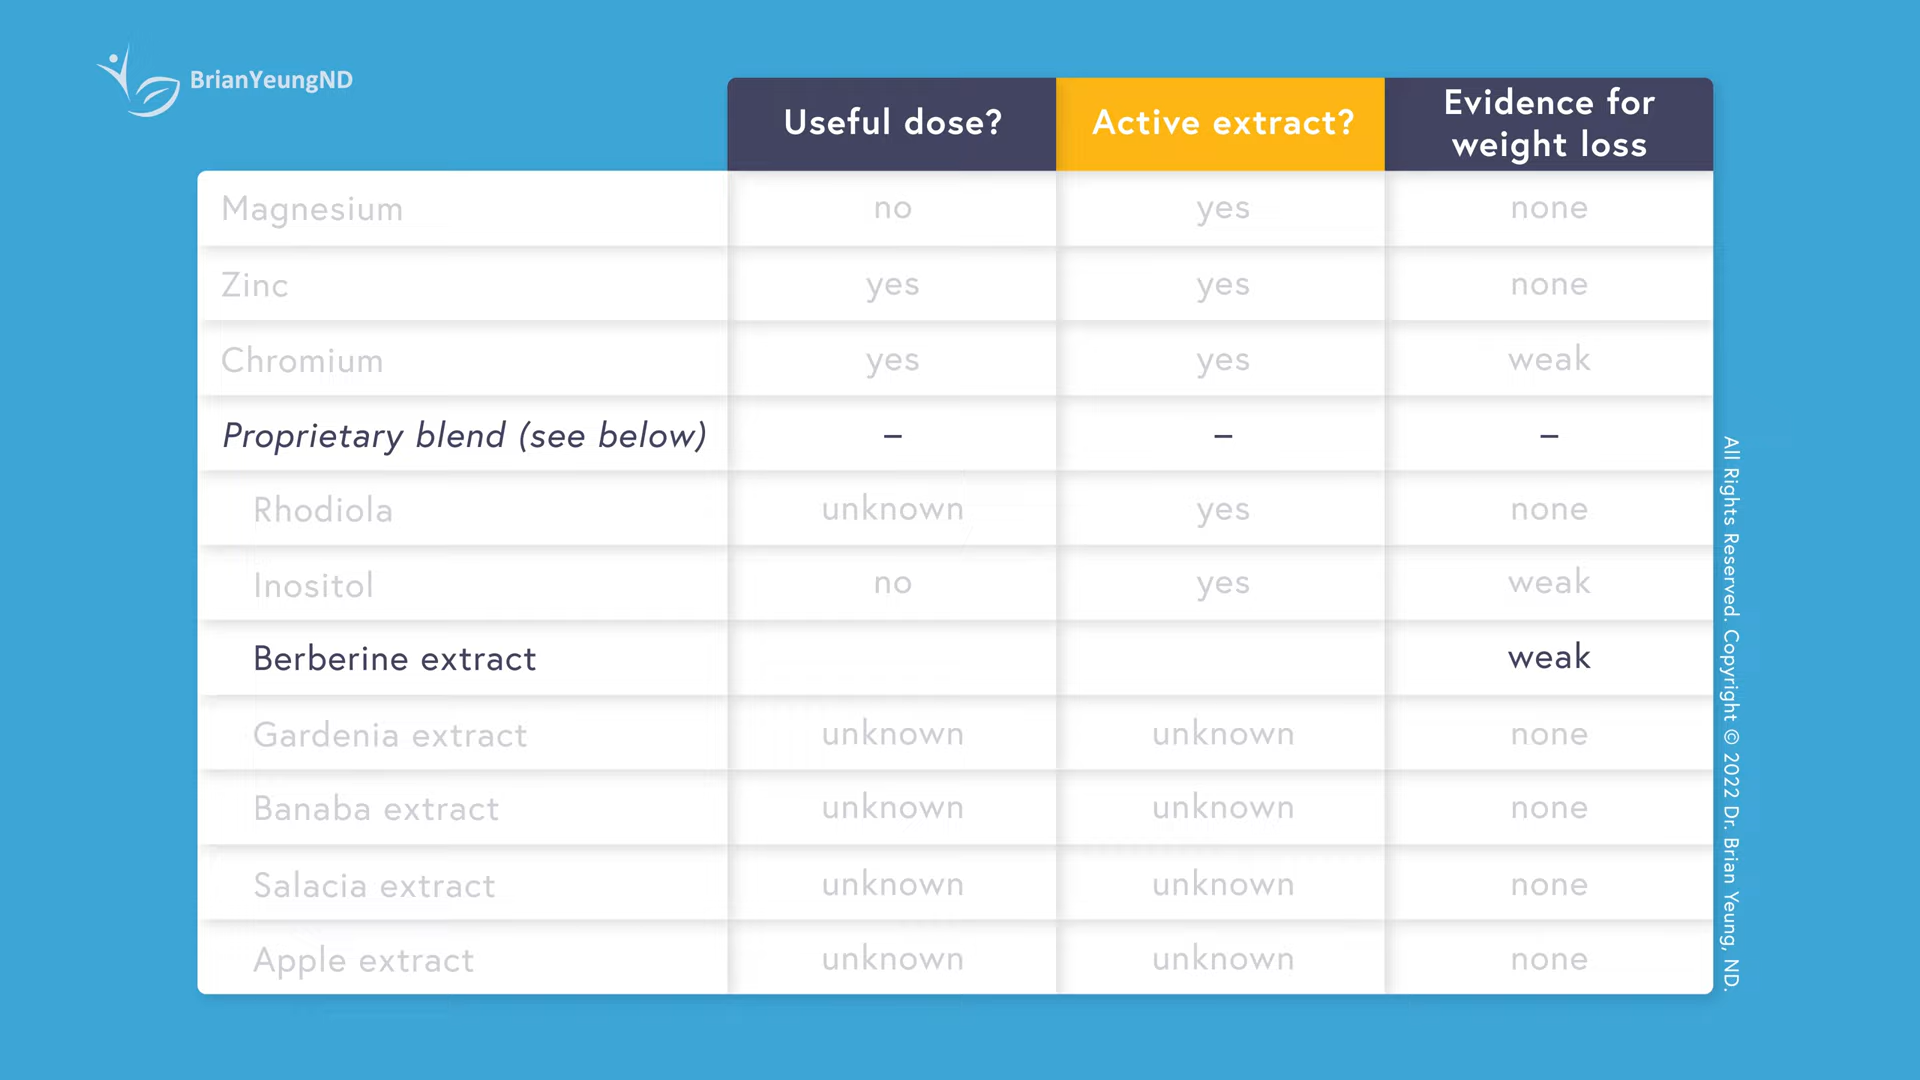 BrianYeungND
Useful dose? Active extract? Evidence for
weight loss
Magnesium no yes none
Zinc yes yes none
Chromium yes yes weak
Proprietary blend (see below) – – –
Rhodiola unknown yes none
Inositol no yes weak
Berberine extract weak
Gardenia extract unknown unknown none
Banaba extract unknown unknown none
Salacia extract unknown unknown none
Apple extract unknown unknown none
All Rights Reserved. Copyright © 2022 Dr. Brian Yeung, ND.